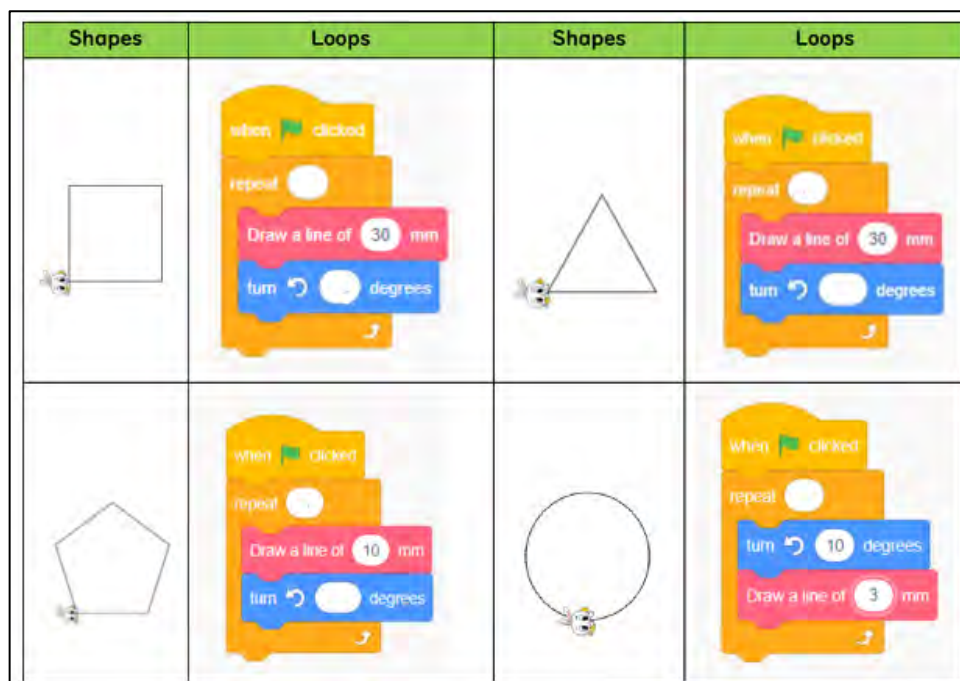 Shapes
Loops
Shapes
Loops
when clicked
repeat
Draw a line of 30 mm
turn degrees
when clicked
repeat
Draw a line of 30 mm
turn degrees
when clicked
repeat
Draw a line of 10 mm
turn degrees
when clicked
repeat
turn 10 degrees
Draw a line of 3 mm